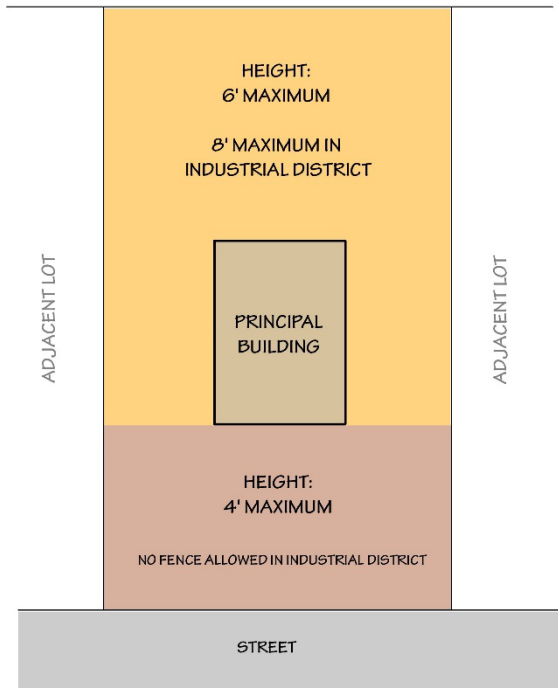 HEIGHT:
6' MAXIMUM
8' MAXIMUM IN
INDUSTRIAL DISTRICT
ADJACENT LOT
PRINCIPAL
BUILDING
ADJACENT LOT
HEIGHT:
4' MAXIMUM
NO FENCE ALLOWED IN INDUSTRIAL DISTRICT
STREET